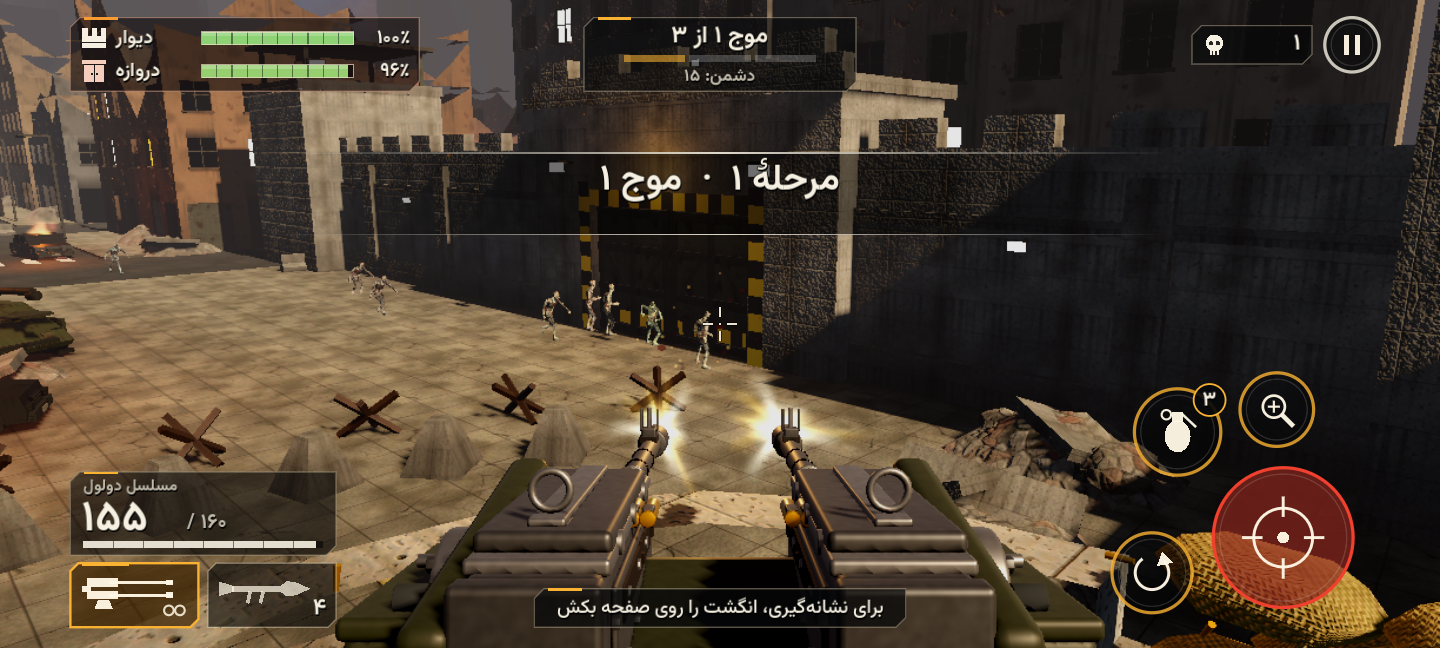 دیوار ۱۰۰٪
دروازه ۹۶٪
موج ۱ از ۳
دشمن: ۱۵
۱
مرحلهٔ ۱ · موج ۱
۳
مسلسل دولول
۱۵۵ / ۱۶۰
∞
۴
برای نشانه‌گیری، انگشت را روی صفحه بکش